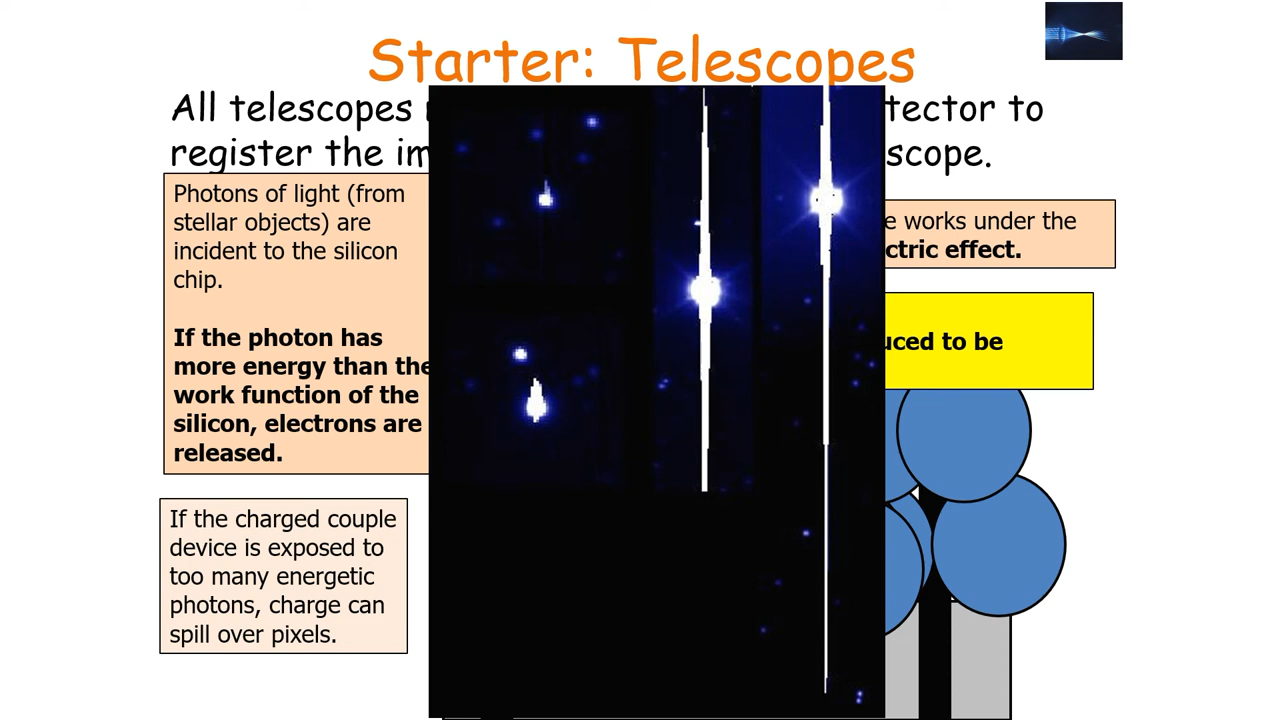 Starter: Telescopes
All telescopes tector to
register the im scope.
Photons of light (from
stellar objects) are
incident to the silicon
chip.
If the photon has
more energy than the
work function of the
silicon, electrons are
released.
e works under the
ctric effect.
uced to be
If the charged couple
device is exposed to
too many energetic
photons, charge can
spill over pixels.